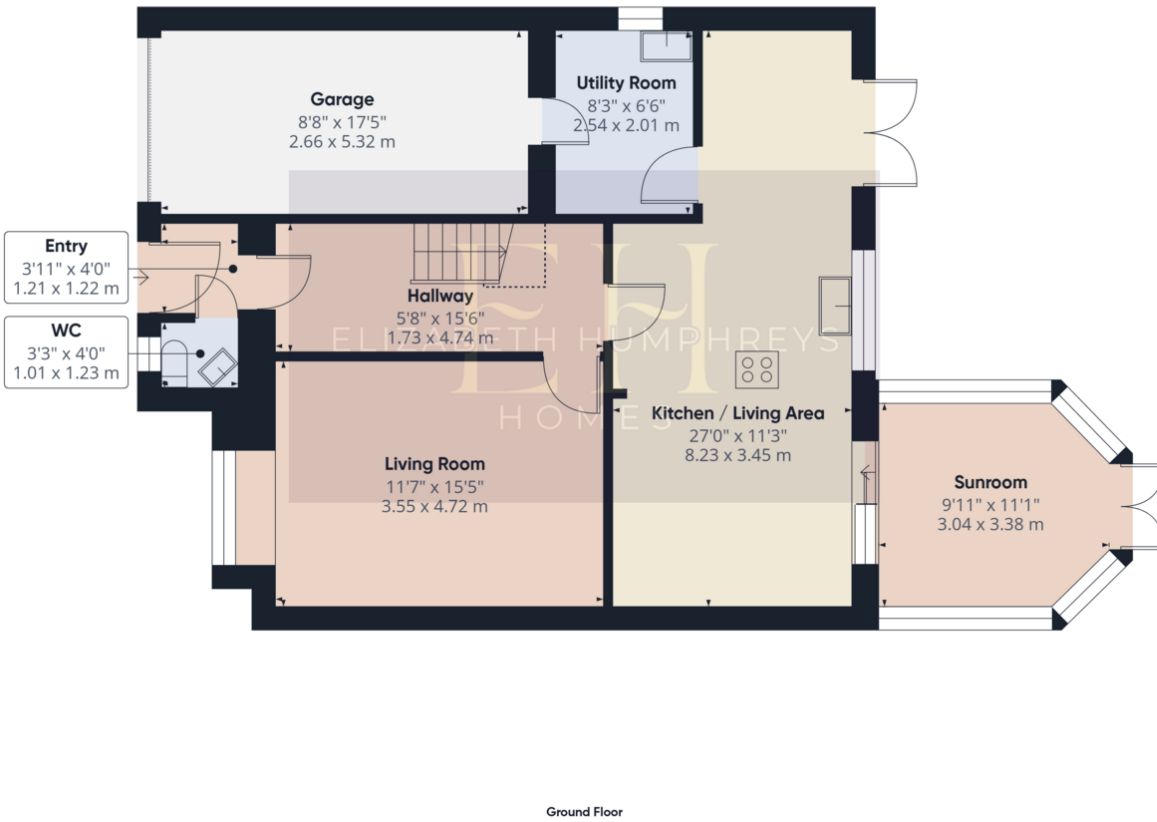 Garage
8'8" x 17'5"
2.66 x 5.32 m
Utility Room
8'3" x 6'6"
2.54 x 2.01 m
Entry
3'11" x 4'0"
1.21 x 1.22 m
WC
3'3" x 4'0"
1.01 x 1.23 m
Hallway
5'8" x 15'6"
1.73 x 4.74 m
EH
ELIZABETH HUMPHREYS
HOMES
Kitchen / Living Area
27'0" x 11'3"
8.23 x 3.45 m
Living Room
11'7" x 15'5"
3.55 x 4.72 m
Sunroom
9'11" x 11'1"
3.04 x 3.38 m
Ground Floor